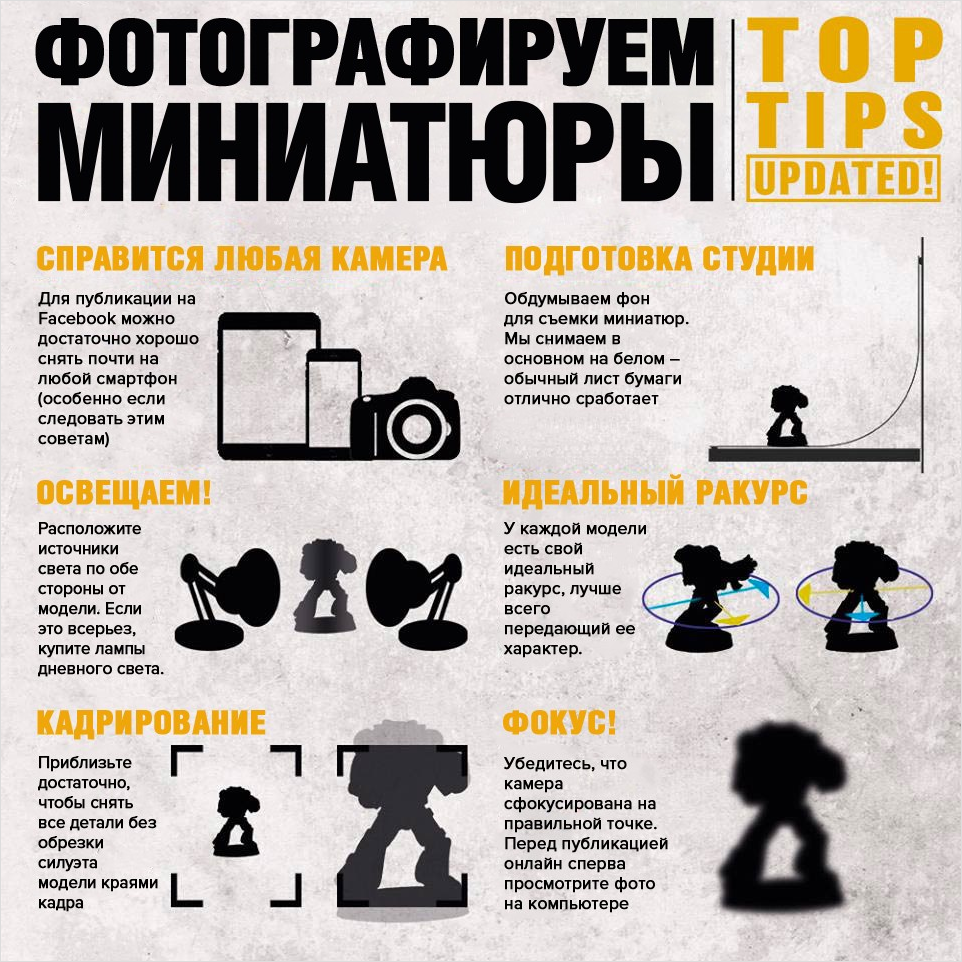 ФОТОГРАФИРУЕМ
МИНИАТЮРЫ
TOP
TIPS
UPDATED!
СПРАВИТСЯ ЛЮБАЯ КАМЕРА
Для публикации на
Facebook можно
достаточно хорошо
снять почти на
любой смартфон
(особенно если
следовать этим
советам)
ПОДГОТОВКА СТУДИИ
Обдумываем фон
для съемки миниатюр.
Мы снимаем в
основном на белом –
обычный лист бумаги
отлично сработает
ОСВЕЩАЕМ!
Расположите
источники
света по обе
стороны от
модели. Если
это всерьез,
купите лампы
дневного света.
ИДЕАЛЬНЫЙ РАКУРС
У каждой модели
есть свой
идеальный
ракурс, лучше
всего
передающий ее
характер.
КАДРИРОВАНИЕ
Приблизьте
достаточно,
чтобы снять
все детали без
обрезки
силуэта
модели краями
кадра
ФОКУС!
Убедитесь, что
камера
сфокусирована на
правильной точке.
Перед публикацией
онлайн сперва
просмотрите фото
на компьютере